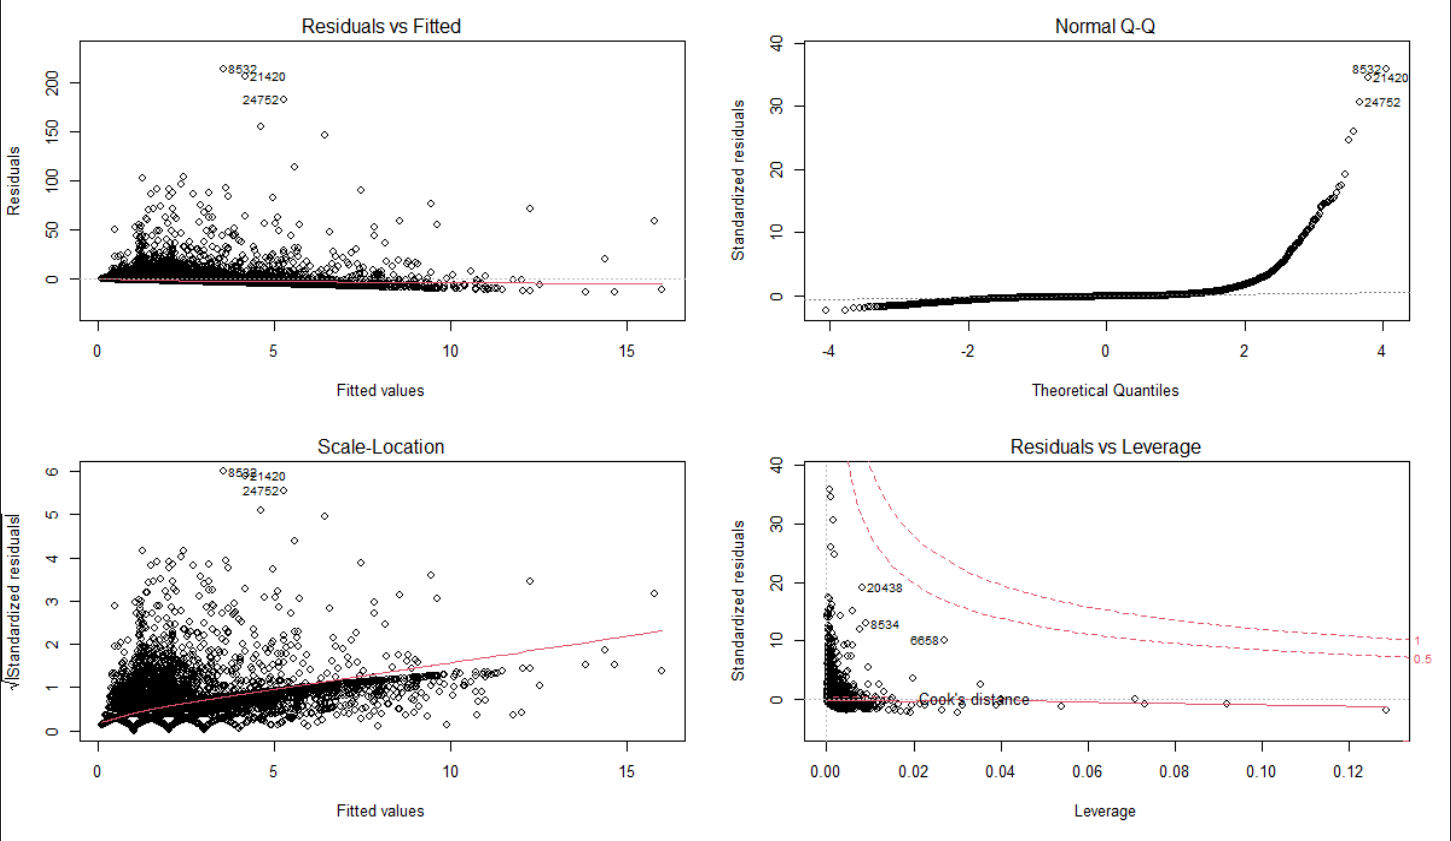 Residuals vs Fitted
Residuals
200
150
100
50
0
8532
21420
24752
0 5 10 15
Fitted values
Normal Q-Q
Standardized residuals
40
30
20
10
0
8532
21420
24752
-4 -2 0 2 4
Theoretical Quantiles
Scale-Location
√|Standardized residuals|
6
5
4
3
2
1
0
8532
21420
24752
0 5 10 15
Fitted values
Residuals vs Leverage
Standardized residuals
40
30
20
10
0
20438
8534
6658
1
0.5
Cook's distance
0.00 0.02 0.04 0.06 0.08 0.10 0.12
Leverage